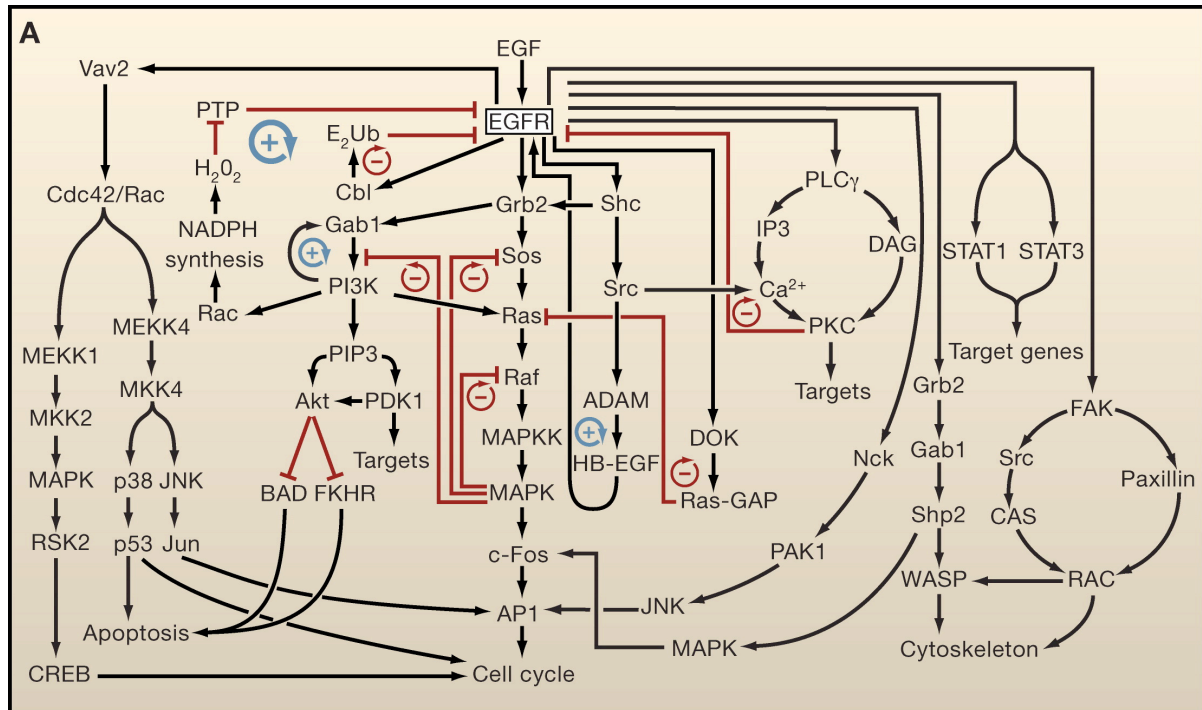 A
EGF
Vav2
PTP
+
E2Ub
EGFR
-
H202
PLCγ
Cbl
Cdc42/Rac
Grb2
Shc
NADPH
synthesis
Gab1
IP3
DAG
STAT1
STAT3
+
-
-
Sos
PI3K
Src
Ca2+
-
Rac
Ras
PKC
MEKK4
MEKK1
PIP3
Target genes
MKK4
Raf
Targets
Grb2
-
Akt
PDK1
ADAM
FAK
MKK2
MAPKK
+
DOK
Gab1
Targets
HB-EGF
Nck
Src
MAPK
p38
JNK
BAD
FKHR
MAPK
-
Ras-GAP
Paxillin
Shp2
CAS
RSK2
p53
Jun
c-Fos
PAK1
WASP
RAC
AP1
JNK
Apoptosis
MAPK
Cytoskeleton
CREB
Cell cycle